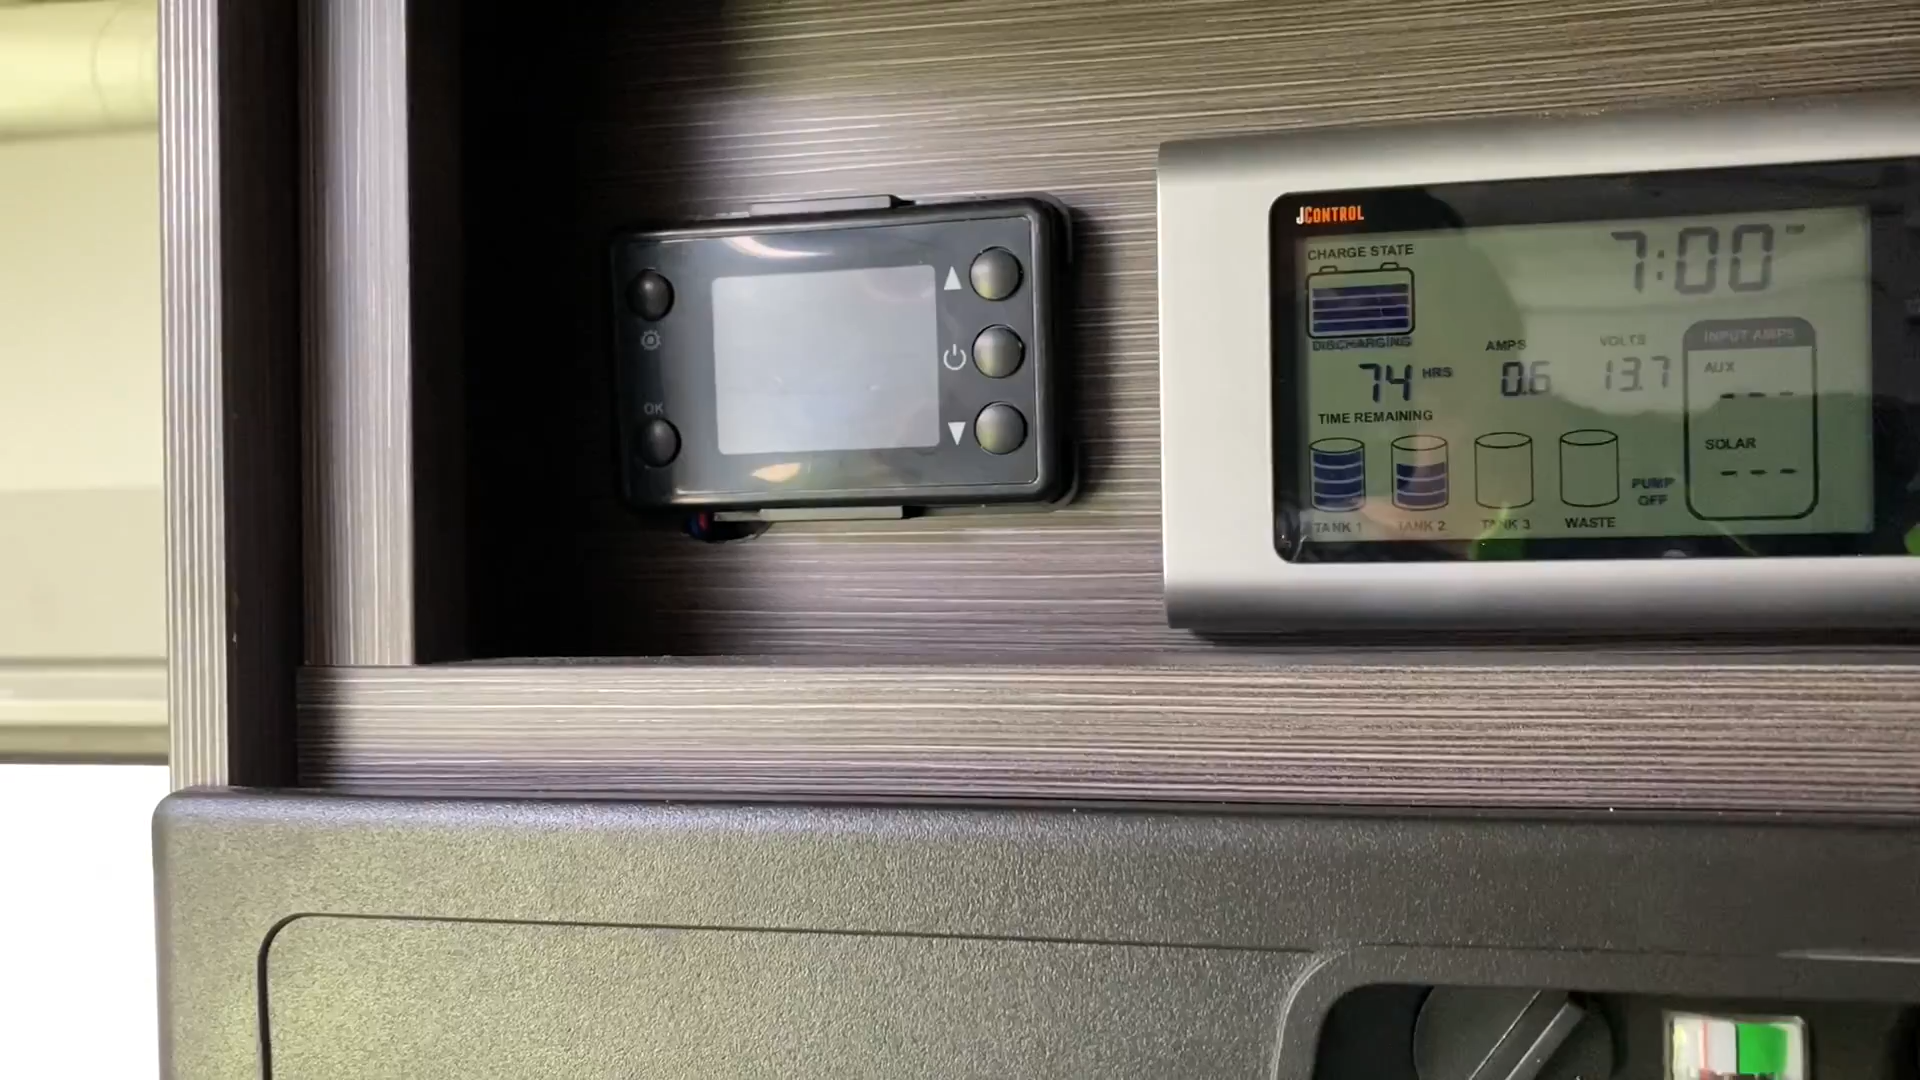 OK
JCONTROL
CHARGE STATE
7:00
DISCHARGING
74 HRS
TIME REMAINING
AMPS
0.6
VOLTS
13.7
INPUT AMPS
AUX
---
SOLAR
---
TANK 1
TANK 2
TANK 3
WASTE
PUMP
OFF